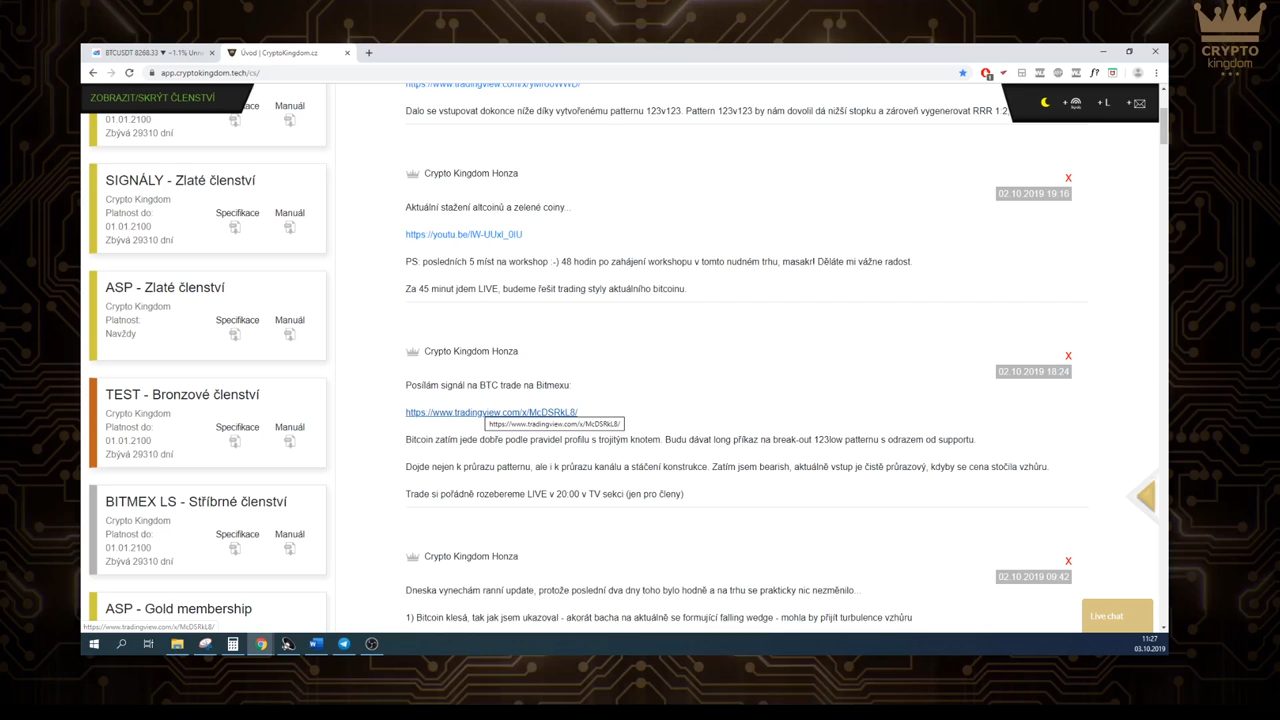 CRYPTO
kingdom
BTCUSDT 8268.33 ▼ −1.1% Unna
Úvod | CryptoKingdom.cz
app.cryptokingdom.tech/cs/
ZOBRAZIT/SKRÝT ČLENSTVÍ
Specifikace Manuál
01.01.2100
Zbývá 29310 dní
SIGNÁLY - Zlaté členství
Crypto Kingdom
Platnost do: Specifikace Manuál
01.01.2100
Zbývá 29310 dní
ASP - Zlaté členství
Crypto Kingdom
Platnost: Specifikace Manuál
Navždy
TEST - Bronzové členství
Crypto Kingdom
Platnost do: Specifikace Manuál
01.01.2100
Zbývá 29310 dní
BITMEX LS - Stříbrné členství
Crypto Kingdom
Platnost do: Specifikace Manuál
01.01.2100
Zbývá 29310 dní
ASP - Gold membership
https://www.tradingview.com/x/McDSRkL8/
Dalo se vstupovat dokonce níže díky vytvořenému patternu 123v123. Pattern 123v123 by nám dovolil dá nižší stopku a zároveň vygenerovat RRR 1:2,
+ + L +
Crypto Kingdom Honza
X
02.10 2019 19:16
Aktuální stažení altcoinů a zelené coiny...
https://youtu.be/lW-UUxl_0IU
PS: posledních 5 míst na workshop :-) 48 hodin po zahájení workshopu v tomto nudném trhu, masakr! Děláte mi vážne radost.
Za 45 minut jdem LIVE, budeme řešit trading styly aktuálního bitcoinu.
Crypto Kingdom Honza
X
02.10 2019 18:24
Posílám signál na BTC trade na Bitmexu:
https://www.tradingview.com/x/McDSRkL8/
https://www.tradingview.com/x/McDSRkL8/
Bitcoin zatím jede dobře podle pravidel profilu s trojitým knotem. Budu dávat long příkaz na break-out 123low patternu s odrazem od supportu.
Dojde nejen k průrazu patternu, ale i k průrazu kanálu a stáčení konstrukce. Zatím jsem bearish, aktuálně vstup je čistě průrazový, kdyby se cena stočila vzhůru.
Trade si pořádně rozebereme LIVE v 20:00 v TV sekci (jen pro členy)
Crypto Kingdom Honza
X
02.10 2019 09:42
Dneska vynechám ranní update, protože poslední dva dny toho bylo hodně a na trhu se prakticky nic nezměnilo...
1) Bitcoin klesá, tak jak jsem ukazoval - akorát bacha na aktuálně se formující falling wedge - mohla by přijít turbulence vzhůru
Live chat
11:27
03.10.2019